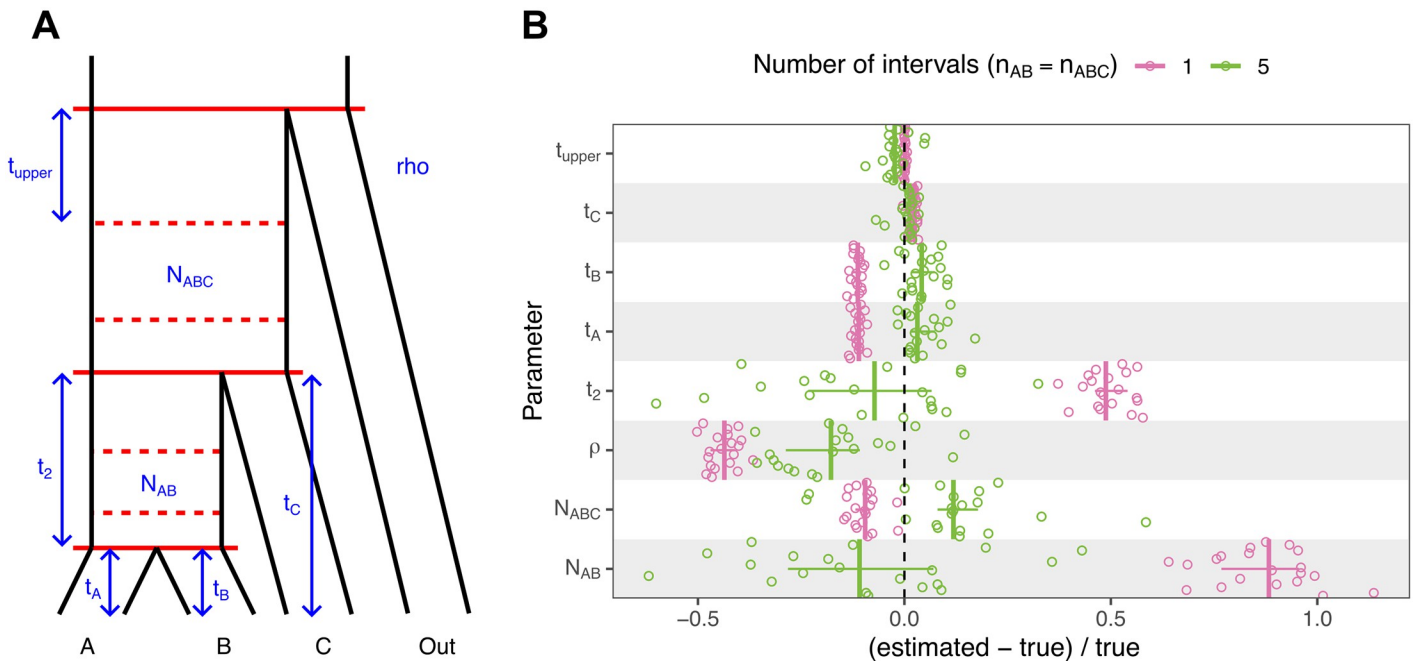 A
t_upper
rho
N_ABC
t_2
N_AB
t_C
t_A
t_B
A B C Out
B
Number of intervals (n_AB = n_ABC) 1 5
Parameter
t_upper
t_C
t_B
t_A
t_2
ρ
N_ABC
N_AB
−0.5 0.0 0.5 1.0
(estimated − true) / true